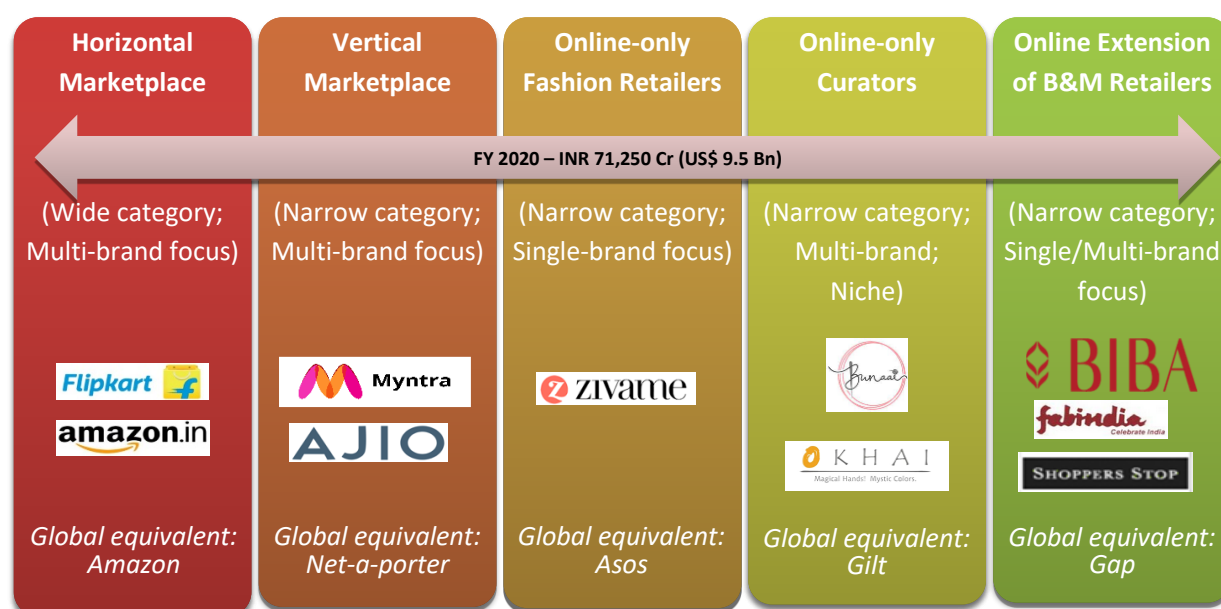 Horizontal
Marketplace
Vertical
Marketplace
Online-only
Fashion Retailers
Online-only
Curators
Online Extension
of B&M Retailers
FY 2020 – INR 71,250 Cr (US$ 9.5 Bn)
(Wide category;
Multi-brand focus)
(Narrow category;
Multi-brand focus)
(Narrow category;
Single-brand focus)
(Narrow category;
Multi-brand;
Niche)
(Narrow category;
Single/Multi-brand
focus)
Flipkart
amazon.in
Myntra
AJIO
ZIVAME
Bunaai
OKHAI
Magical Hands! Mystic Colors.
BIBA
fabindia
Celebrate India
SHOPPERS STOP
Global equivalent:
Amazon
Global equivalent:
Net-a-porter
Global equivalent:
Asos
Global equivalent:
Gilt
Global equivalent:
Gap